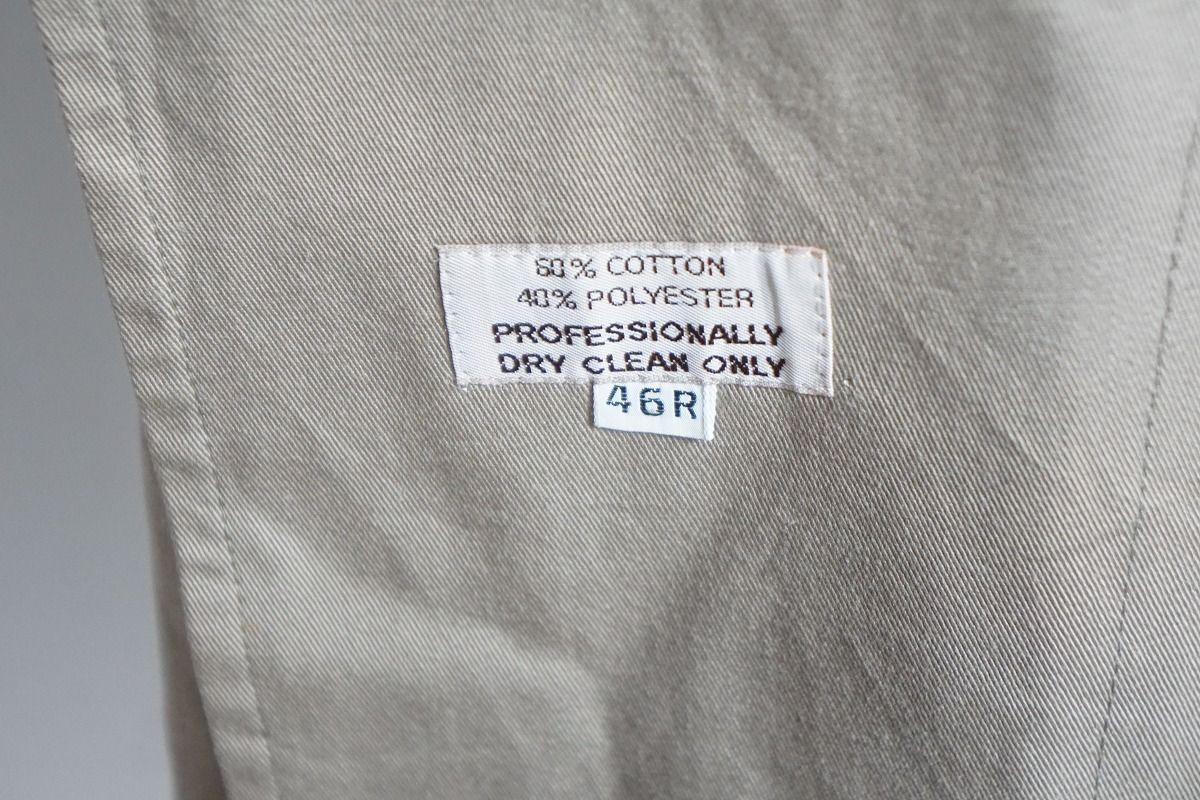 60% COTTON
40% POLYESTER
PROFESSIONALLY
DRY CLEAN ONLY
46R